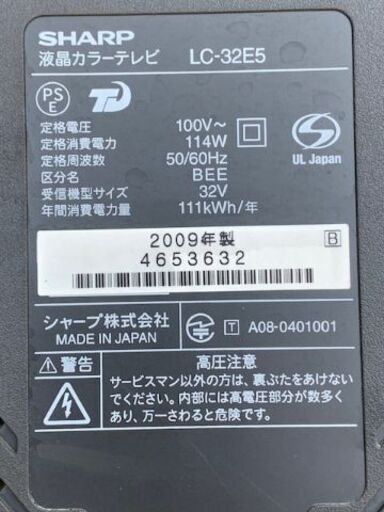 SHARP
液晶カラーテレビ LC-32E5
PS
E
定格電圧 100V～
定格消費電力 114W
定格周波数 50/60Hz
区分名 BEE
受信機型サイズ 32V
年間消費電力量 111kWh/年
UL Japan
2009年製 B
4653632
シャープ株式会社
MADE IN JAPAN
T A08-0401001
警告
高圧注意
サービスマン以外の方は、裏ぶたをあけない
でください。内部には高電圧部分が数多く
あり、万一さわると危険です。